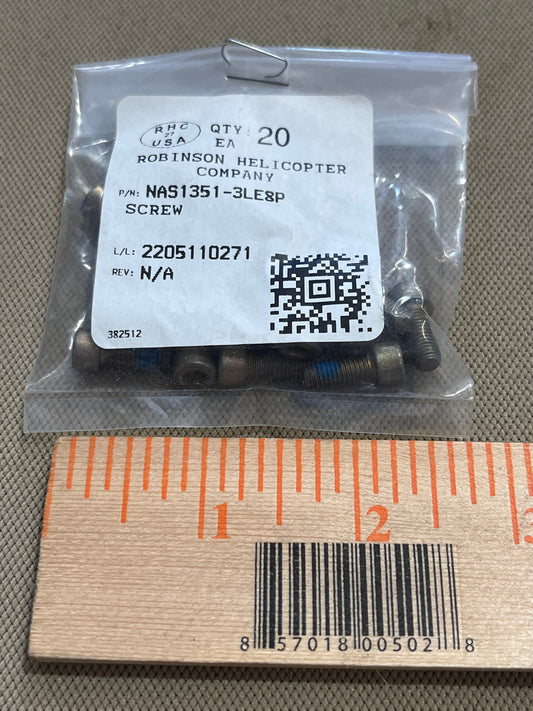 RHC
27
USA
QTY: 20
EA
ROBINSON HELICOPTER
COMPANY
P/N: NAS1351-3LE8P
SCREW
L/L: 2205110271
REV: N/A
382512
1 2 3
8 57018 00502 8